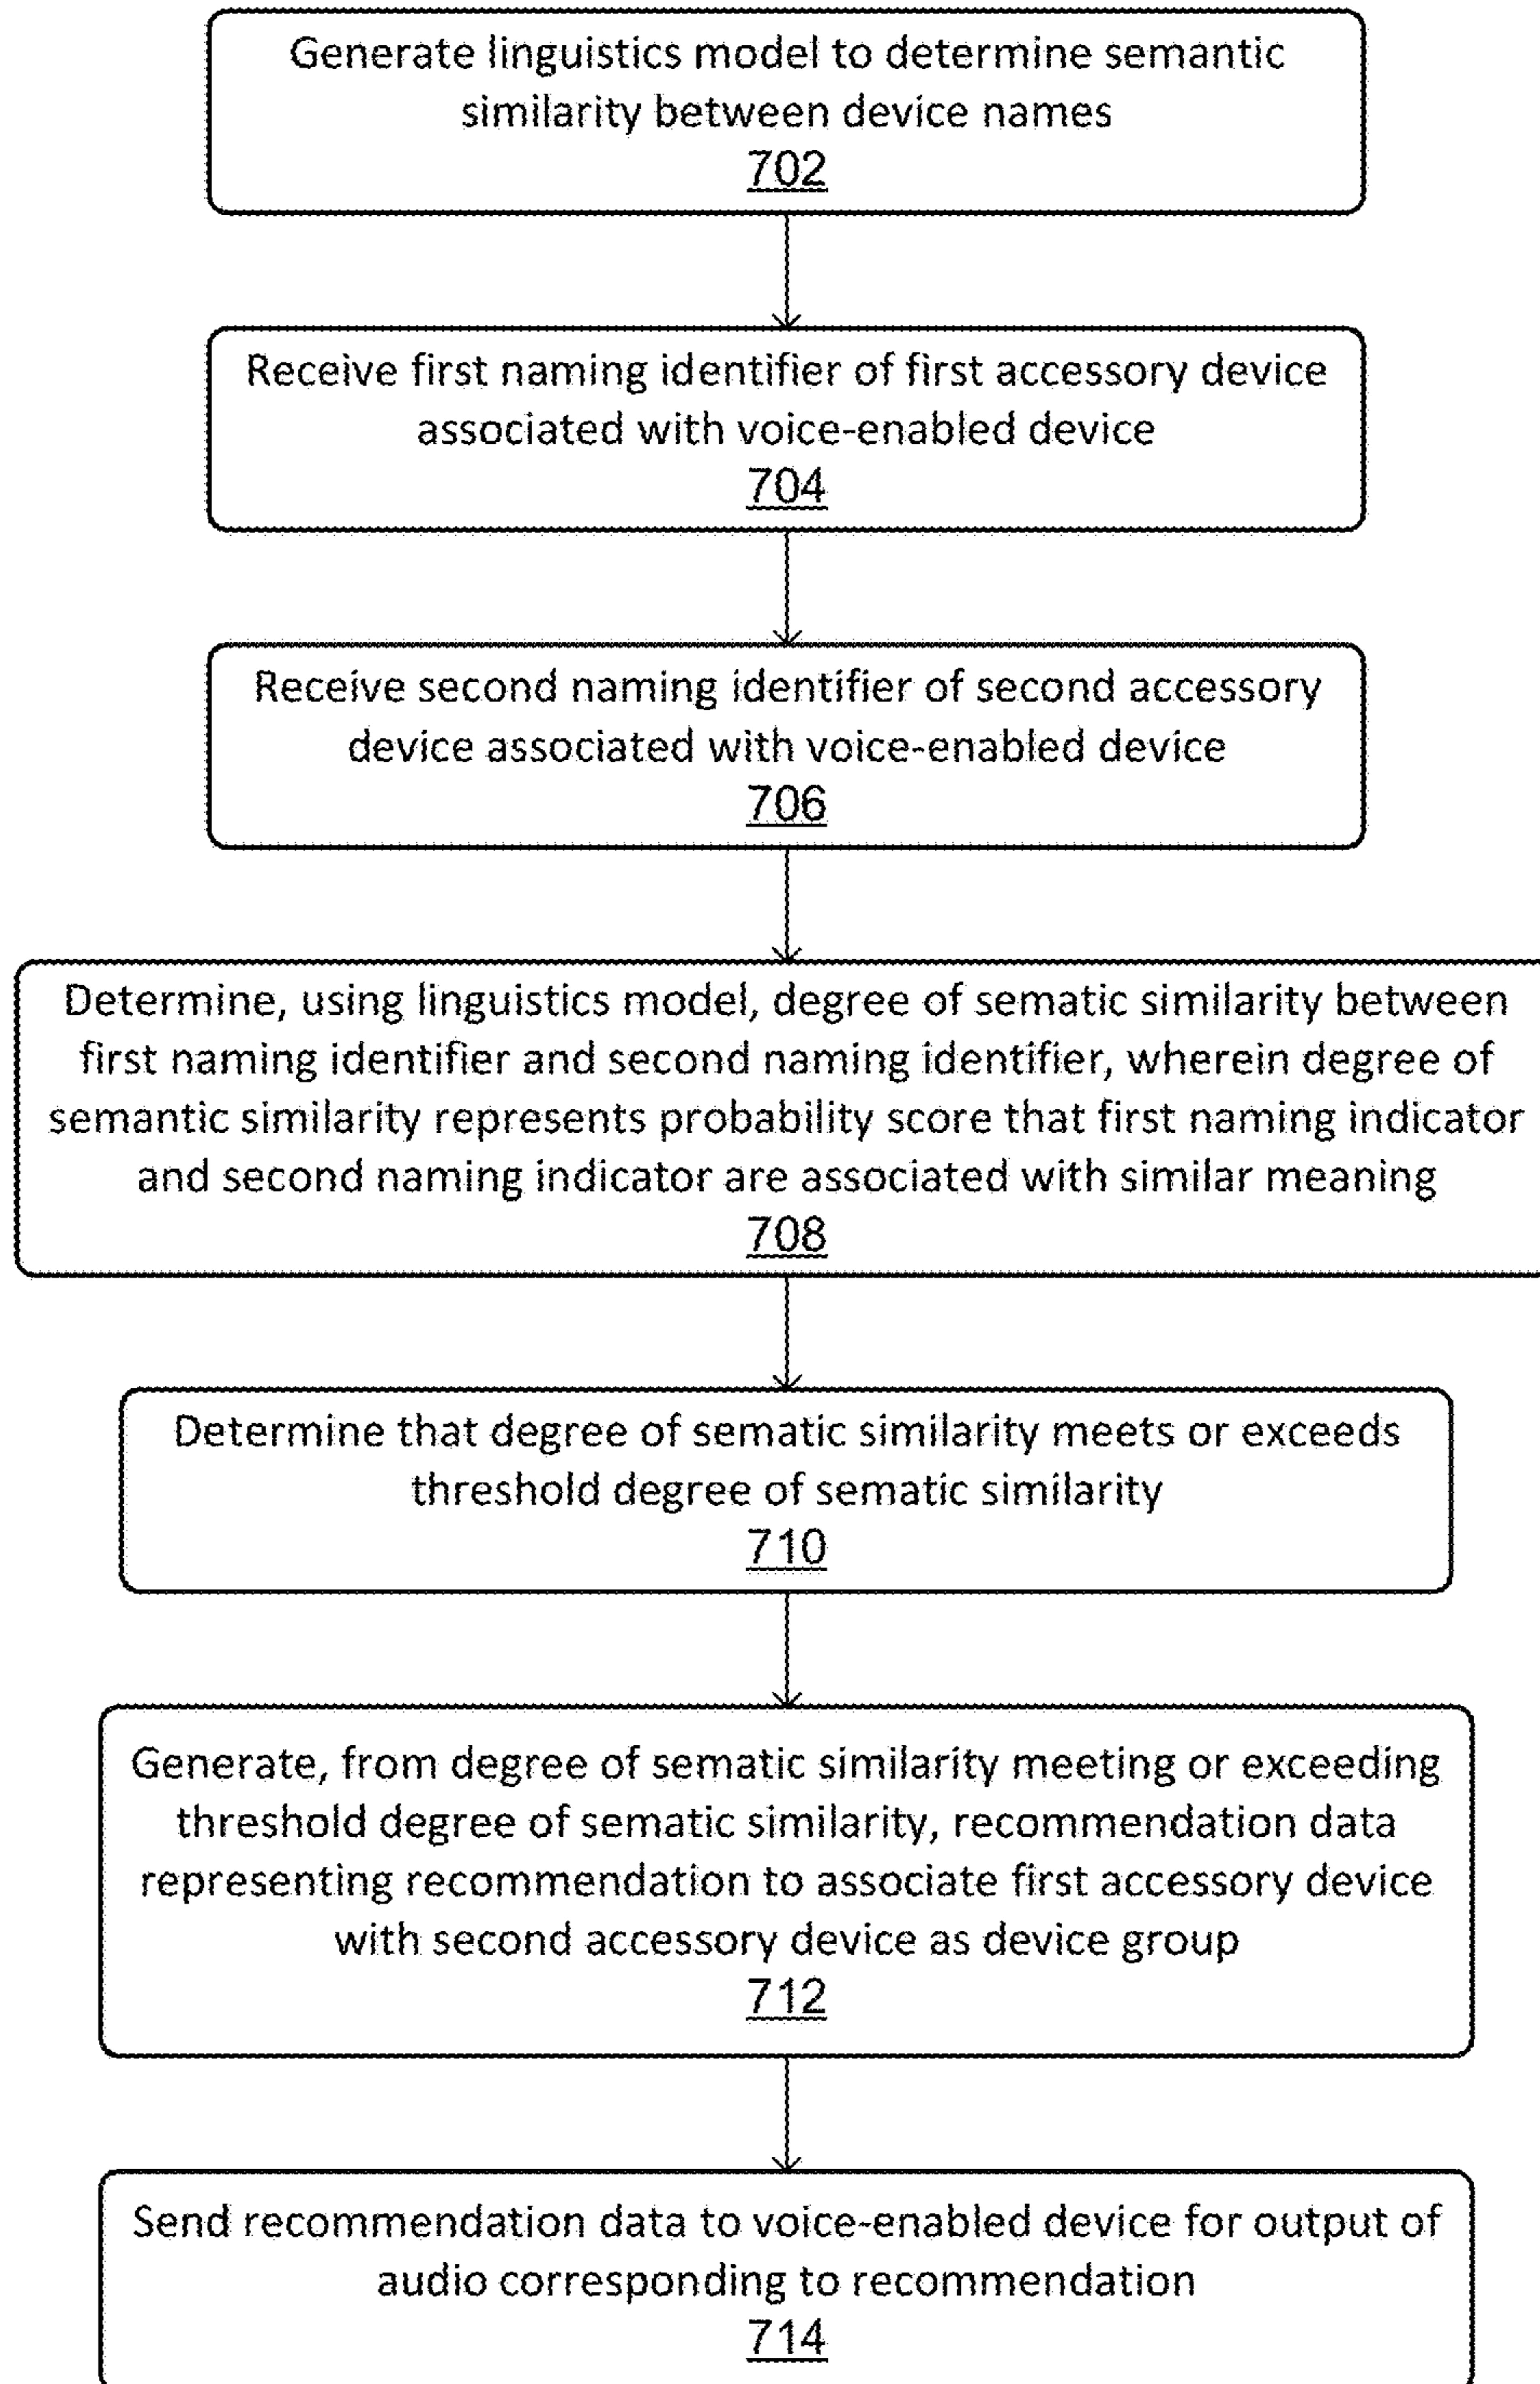 Generate linguistics model to determine semantic
similarity between device names
702
Receive first naming identifier of first accessory device
associated with voice-enabled device
704
Receive second naming identifier of second accessory
device associated with voice-enabled device
706
Determine, using linguistics model, degree of sematic similarity between
first naming identifier and second naming identifier, wherein degree of
semantic similarity represents probability score that first naming indicator
and second naming indicator are associated with similar meaning
708
Determine that degree of sematic similarity meets or exceeds
threshold degree of sematic similarity
710
Generate, from degree of sematic similarity meeting or exceeding
threshold degree of sematic similarity, recommendation data
representing recommendation to associate first accessory device
with second accessory device as device group
712
Send recommendation data to voice-enabled device for output of
audio corresponding to recommendation
714